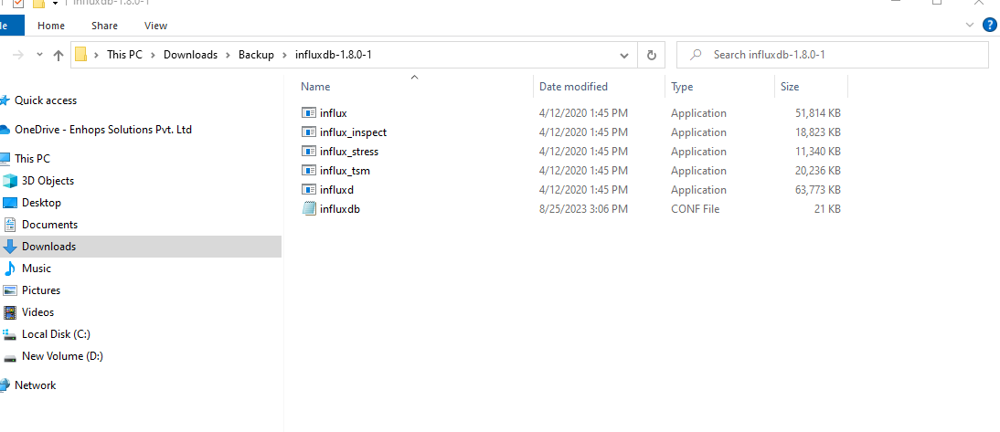 influxdb-1.8.0-1
Home Share View
This PC Downloads Backup influxdb-1.8.0-1 Search influxdb-1.8.0-1
Name Date modified Type Size
Quick access
OneDrive - Enhops Solutions Pvt. Ltd
This PC
3D Objects
Desktop
Documents
Downloads
Music
Pictures
Videos
Local Disk (C:)
New Volume (D:)
Network
influx 4/12/2020 1:45 PM Application 51,814 KB
influx_inspect 4/12/2020 1:45 PM Application 18,823 KB
influx_stress 4/12/2020 1:45 PM Application 11,340 KB
influx_tsm 4/12/2020 1:45 PM Application 20,236 KB
influxd 4/12/2020 1:45 PM Application 63,773 KB
influxdb 8/25/2023 3:06 PM CONF File 21 KB